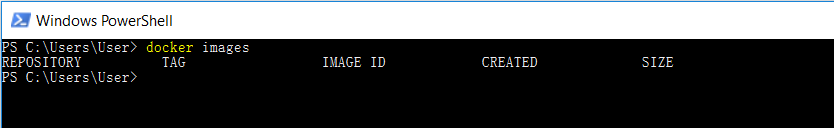 Windows PowerShell
PS C:\Users\User> docker images
REPOSITORY TAG IMAGE ID CREATED SIZE
PS C:\Users\User>